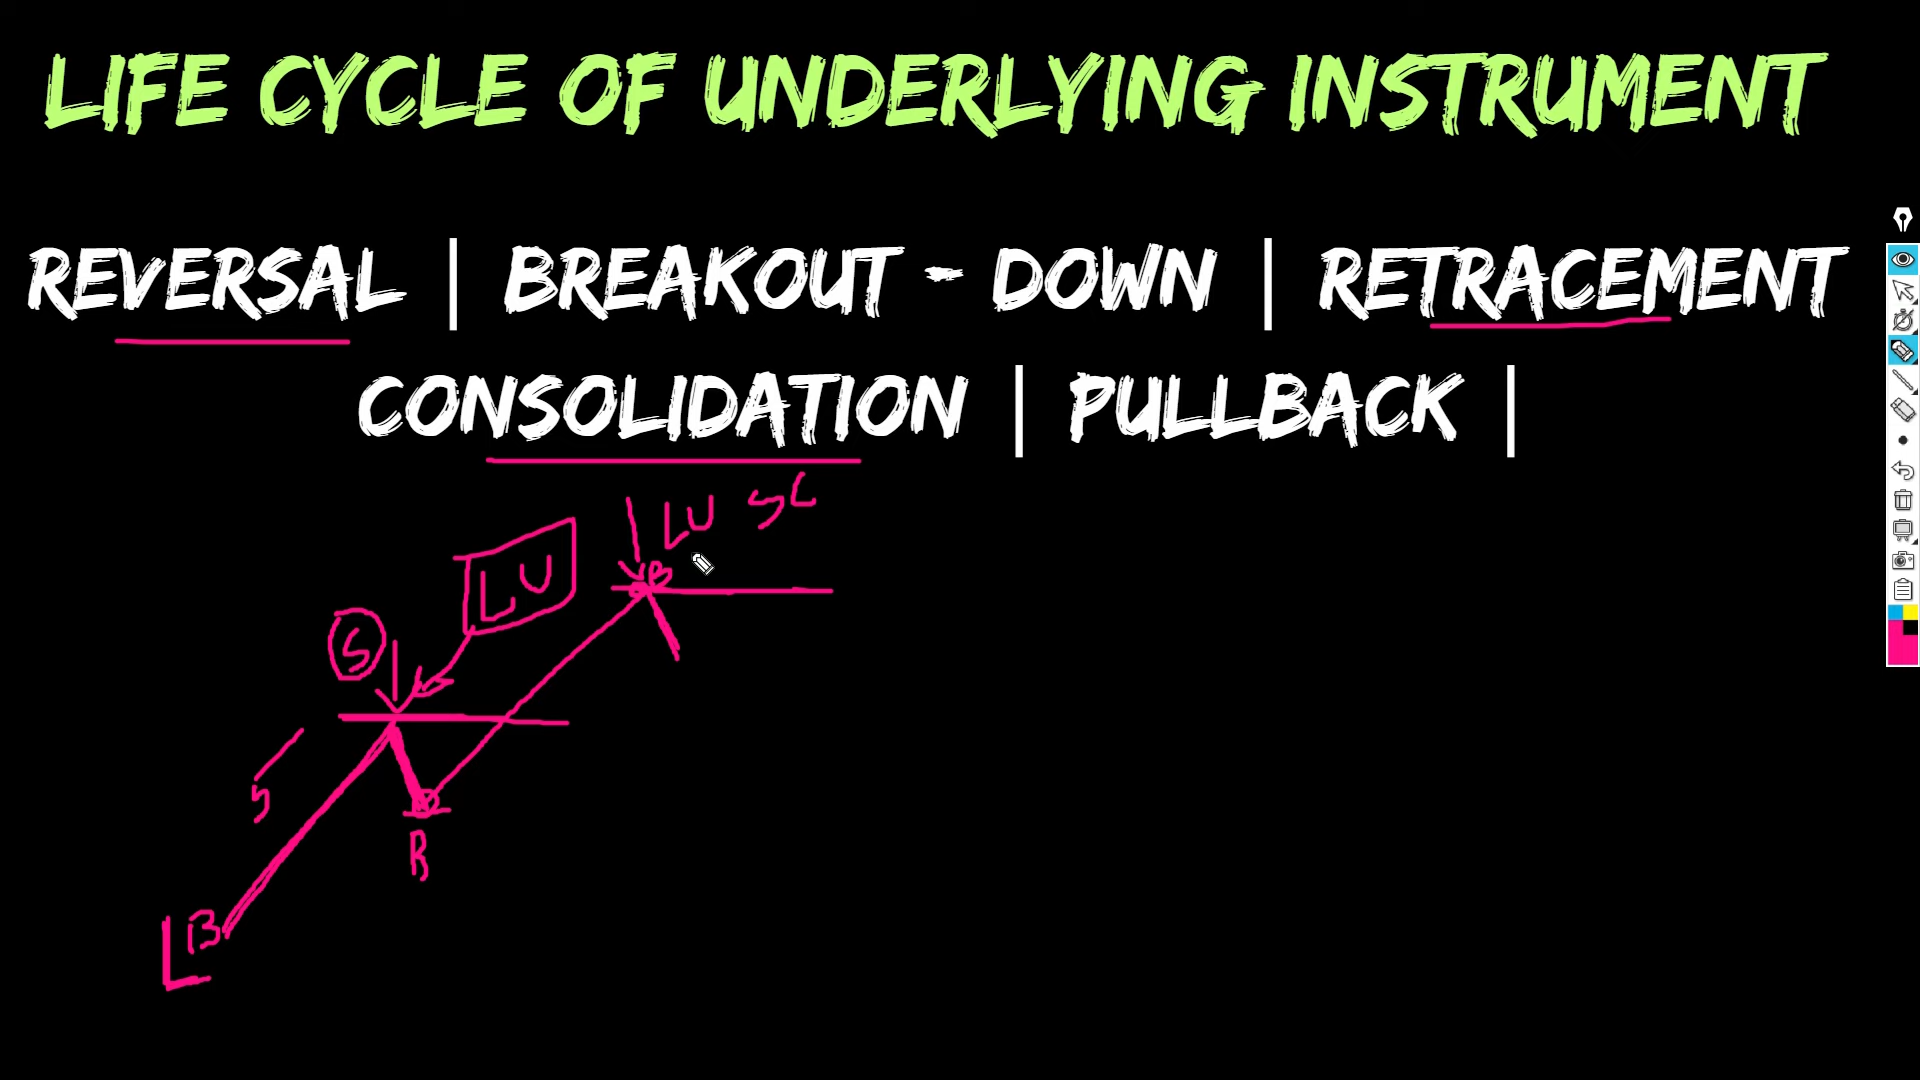 LIFE CYCLE OF UNDERLYING INSTRUMENT
REVERSAL | BREAKOUT - DOWN | RETRACEMENT
CONSOLIDATION | PULLBACK |
LU SC
LU
B
S
S
B
LB